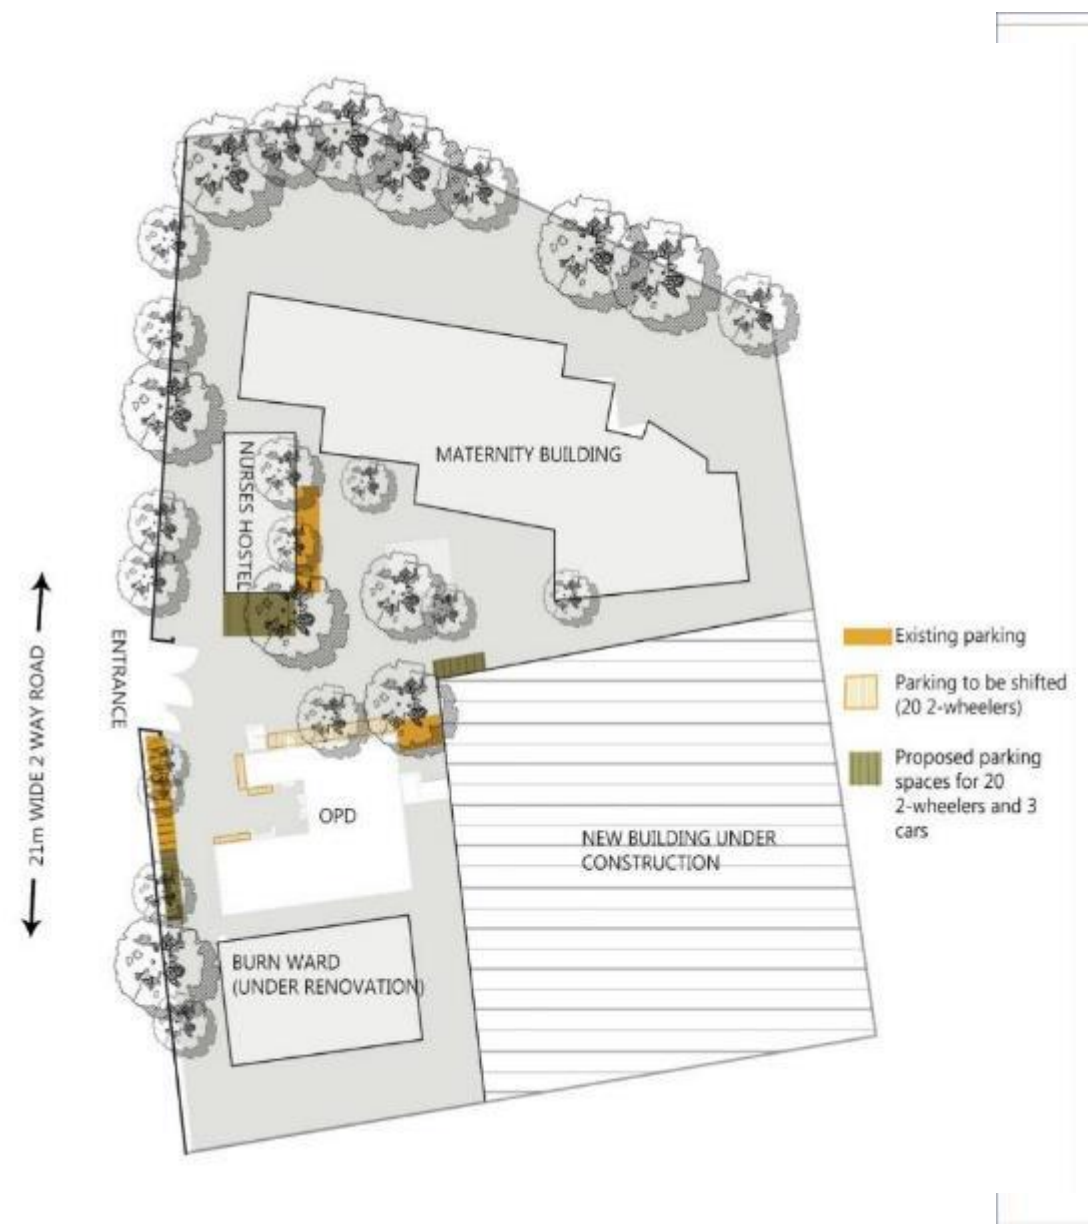 MATERNITY BUILDING
NURSES HOSTEL
21m WIDE 2 WAY ROAD
ENTRANCE
Existing parking
Parking to be shifted
(20 2-wheelers)
Proposed parking
spaces for 20
2-wheelers and 3
cars
OPD
NEW BUILDING UNDER
CONSTRUCTION
BURN WARD
(UNDER RENOVATION)